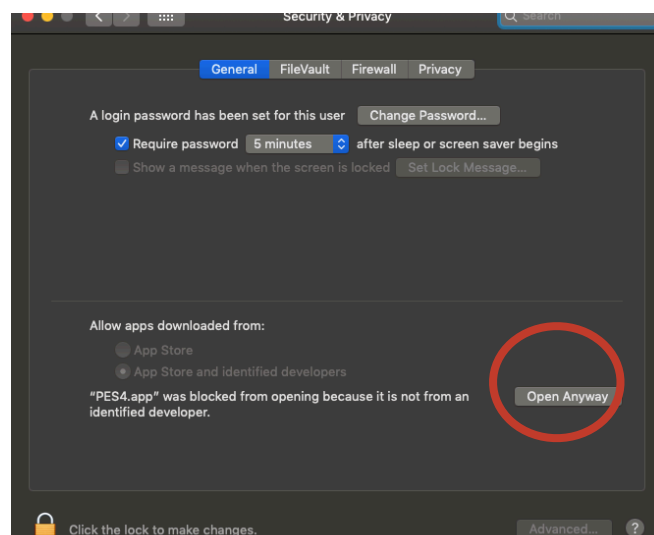 Security & Privacy
Search
General FileVault Firewall Privacy
A login password has been set for this user Change Password...
Require password 5 minutes after sleep or screen saver begins
Show a message when the screen is locked Set Lock Message...
Allow apps downloaded from:
App Store
App Store and identified developers
“PES4.app” was blocked from opening because it is not from an Open Anyway
identified developer.
Click the lock to make changes. Advanced... ?